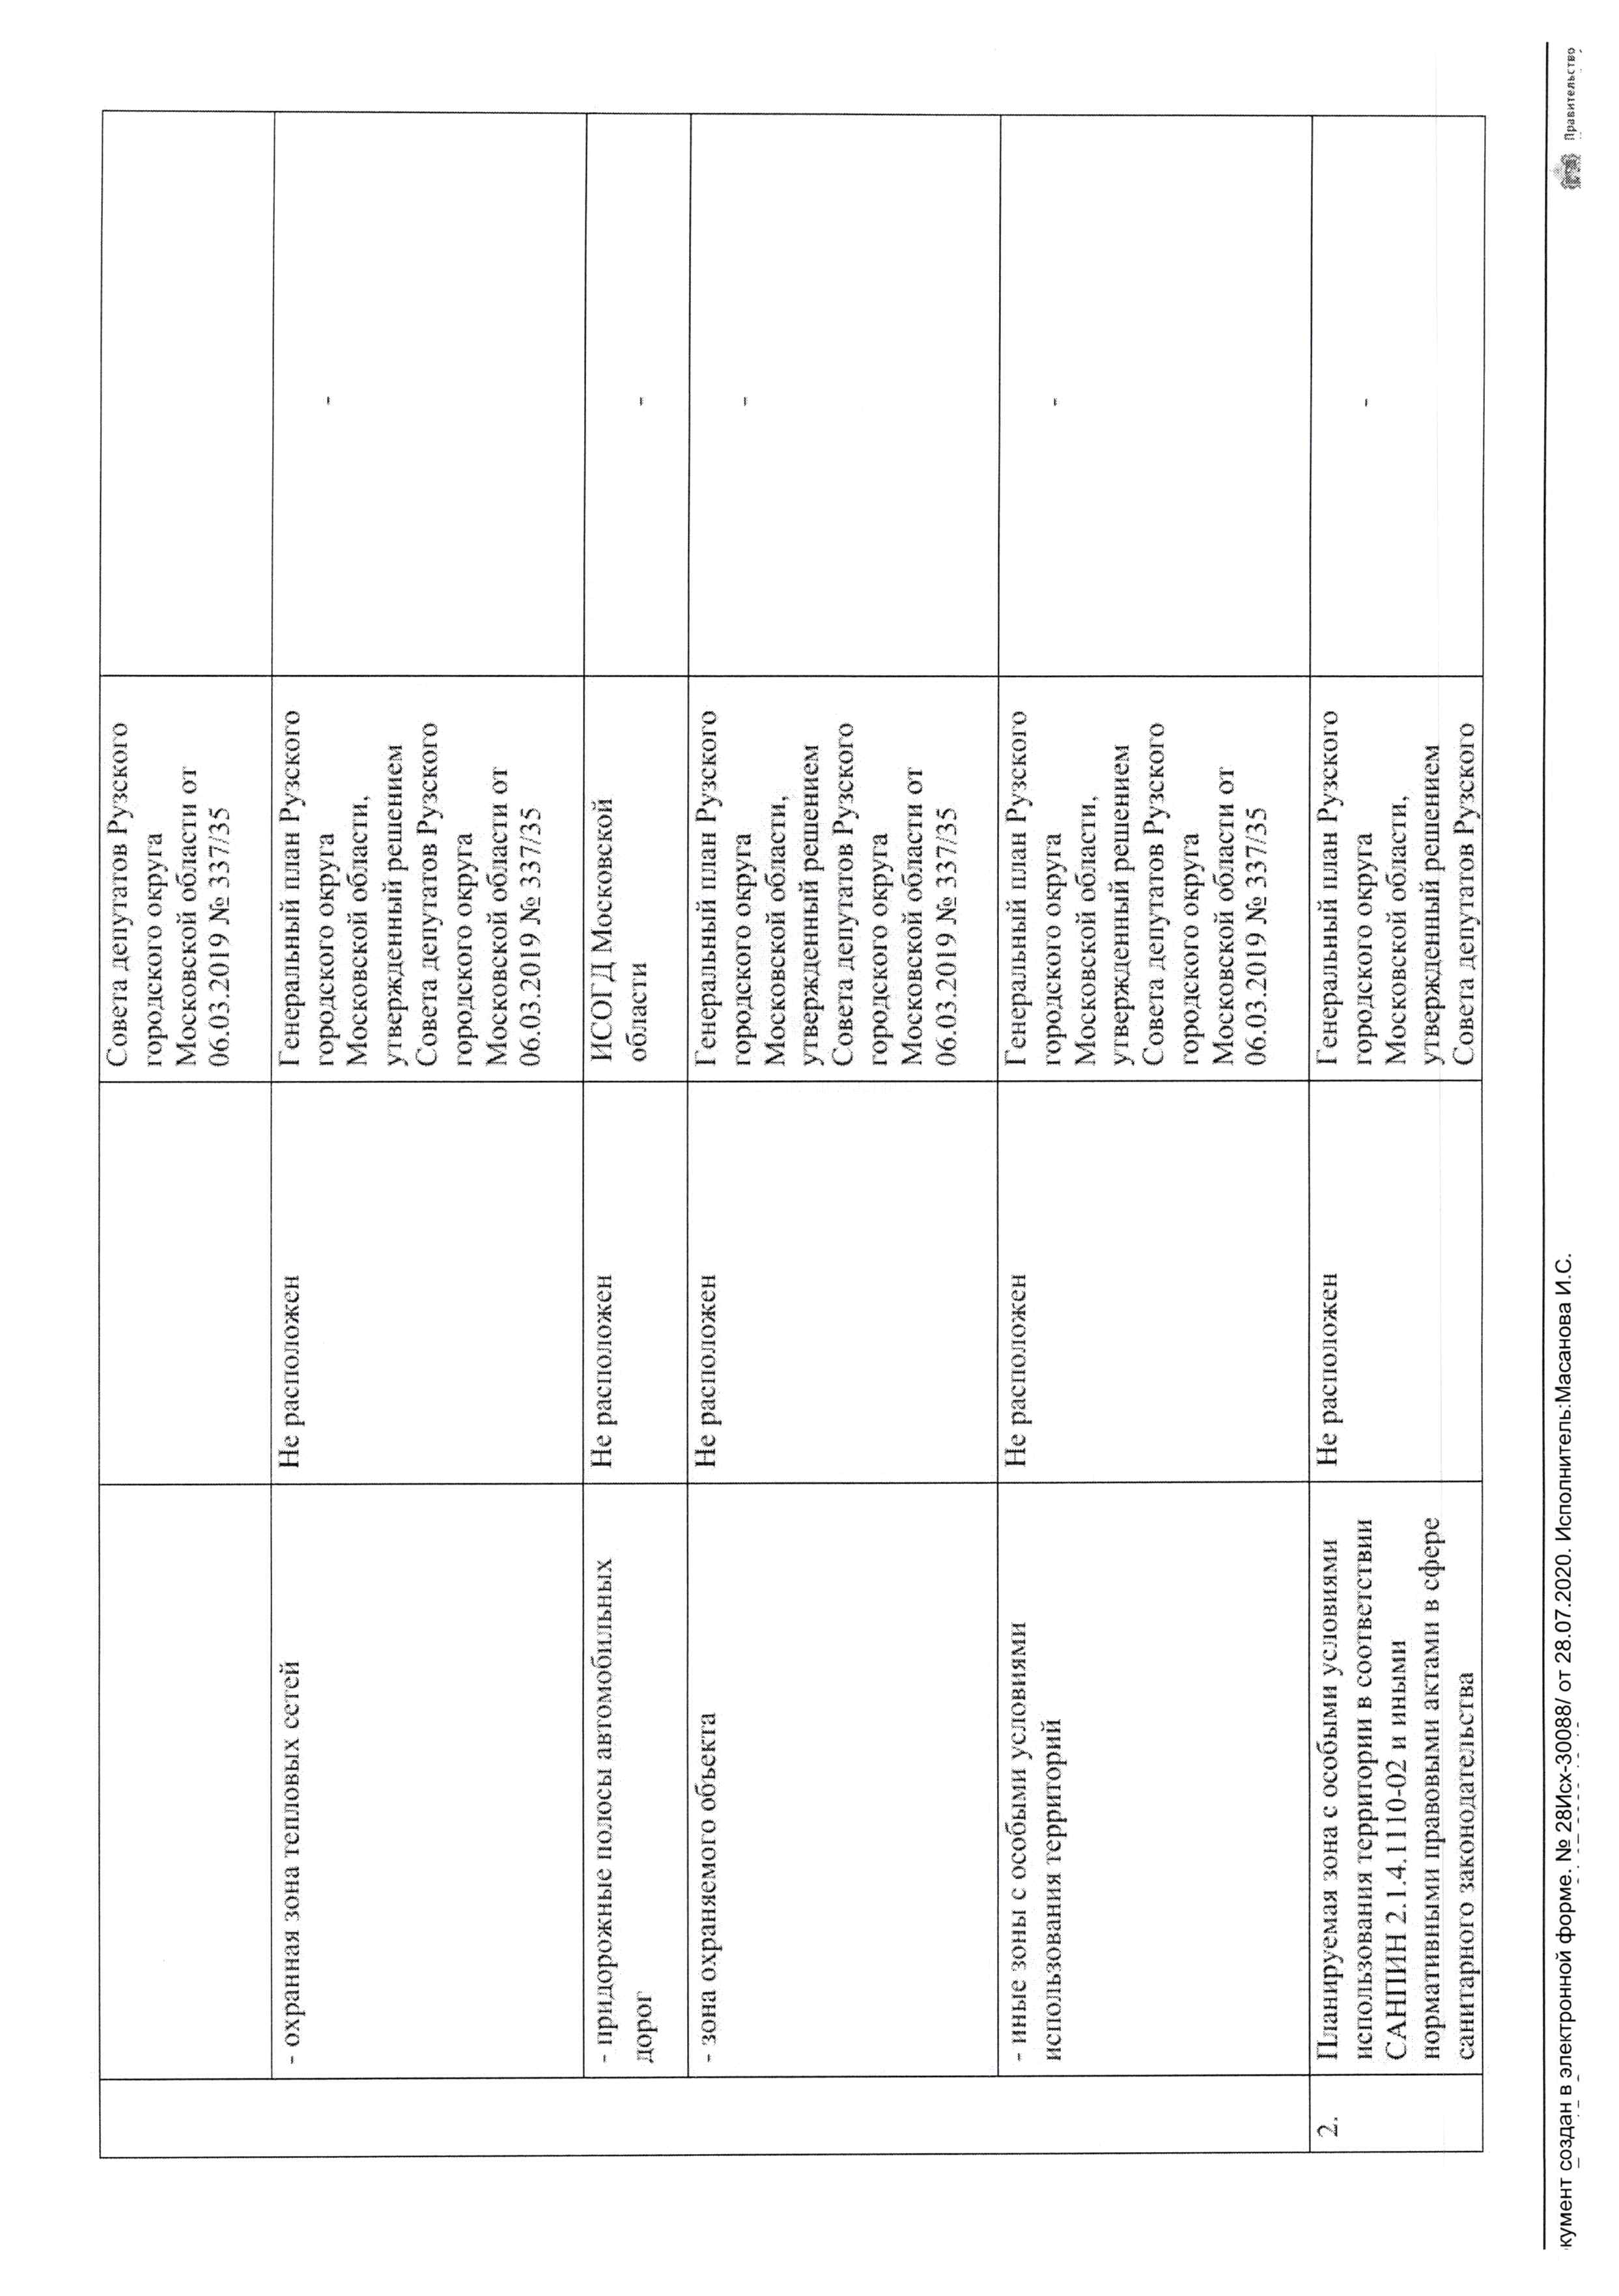 Совета депутатов Рузского
городского округа
Московской области от
06.03.2019 № 337/35
- охранная зона тепловых сетей
Не расположен
Генеральный план Рузского
городского округа
Московской области,
утвержденный решением
Совета депутатов Рузского
городского округа
Московской области от
06.03.2019 № 337/35
-
- придорожные полосы автомобильных
дорог
Не расположен
ИСОГД Московской
области
-
- зона охраняемого объекта
Не расположен
Генеральный план Рузского
городского округа
Московской области,
утвержденный решением
Совета депутатов Рузского
городского округа
Московской области от
06.03.2019 № 337/35
-
- иные зоны с особыми условиями
использования территорий
Не расположен
Генеральный план Рузского
городского округа
Московской области,
утвержденный решением
Совета депутатов Рузского
городского округа
Московской области от
06.03.2019 № 337/35
-
2.
Планируемая зона с особыми условиями
использования территории в соответствии
САНПИН 2.1.4.1110-02 и иными
нормативными правовыми актами в сфере
санитарного законодательства
Не расположен
Генеральный план Рузского
городского округа
Московской области,
утвержденный решением
Совета депутатов Рузского
-
кумент создан в электронной форме. № 28Исх-30088/ от 28.07.2020. Исполнитель:Масанова И.С.
Правительство